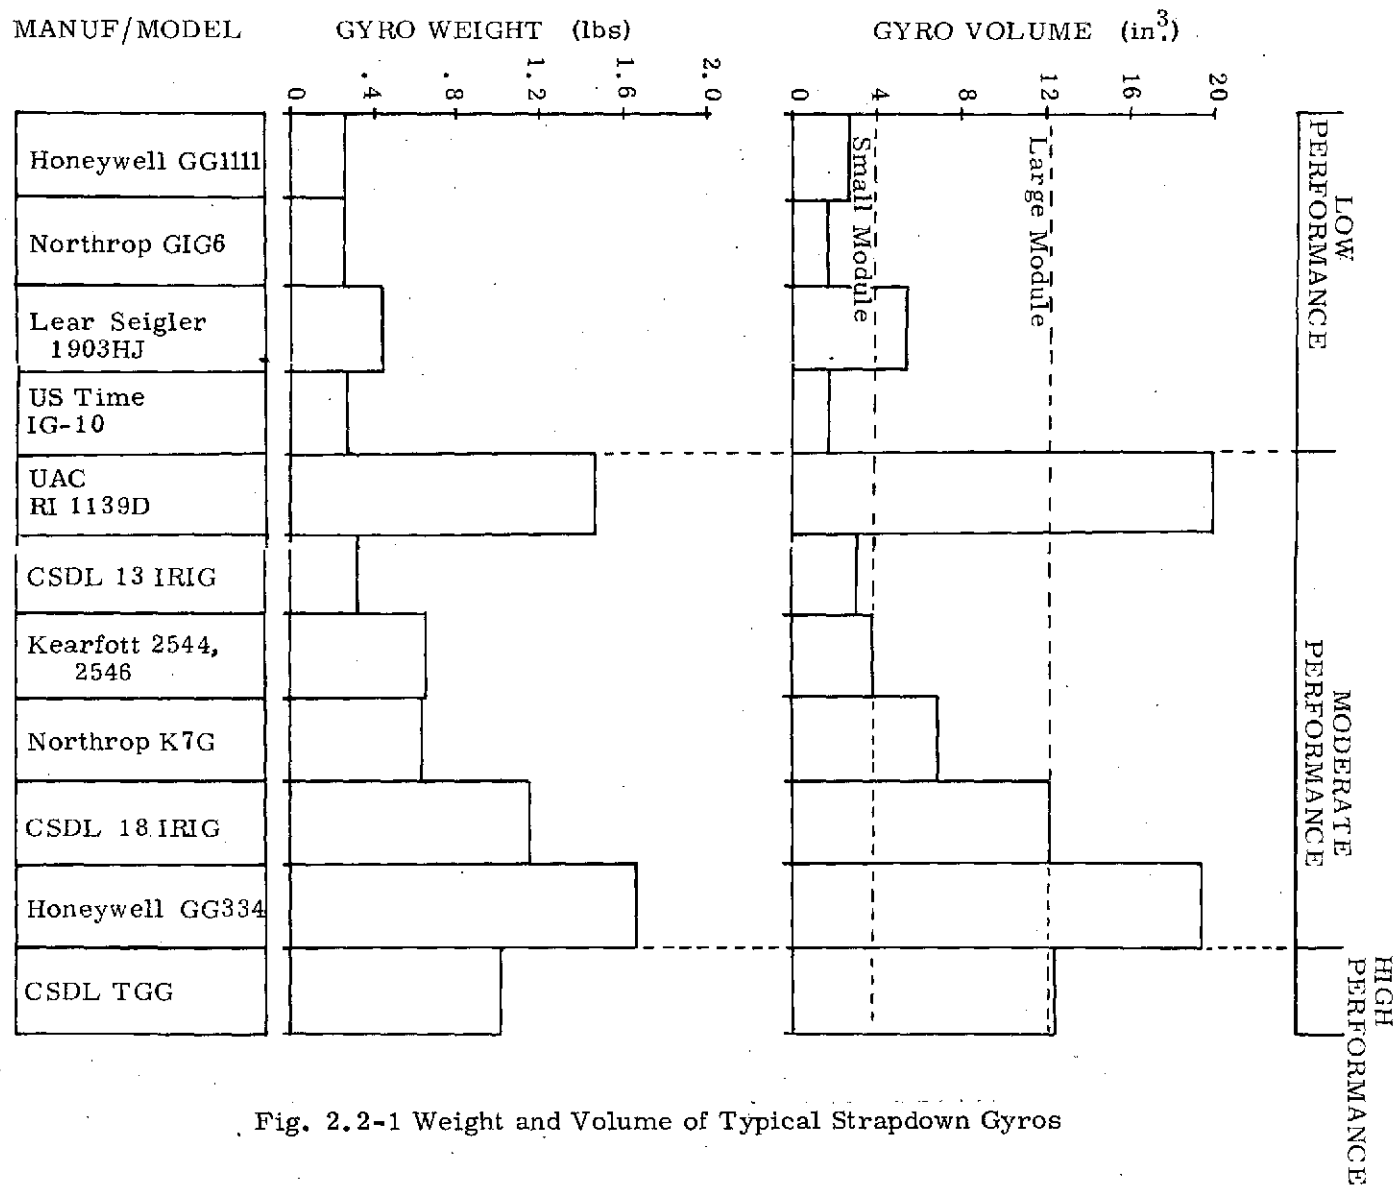 MANUF/MODEL GYRO WEIGHT (lbs) GYRO VOLUME (in.³)
0 .4 .8 1.2 1.6 2.0 0 4 8 12 16 20
Small Module
Large Module
LOW
PERFORMANCE
Honeywell GG1111
Northrop GIG6
Lear Seigler
1903HJ
US Time
IG-10
UAC
RI 1139D
CSDL 13 IRIG
Kearfott 2544,
2546
Northrop K7G
CSDL 18 IRIG
Honeywell GG334
MODERATE
PERFORMANCE
CSDL TGG
HIGH
PERFORMANCE
Fig. 2.2-1 Weight and Volume of Typical Strapdown Gyros